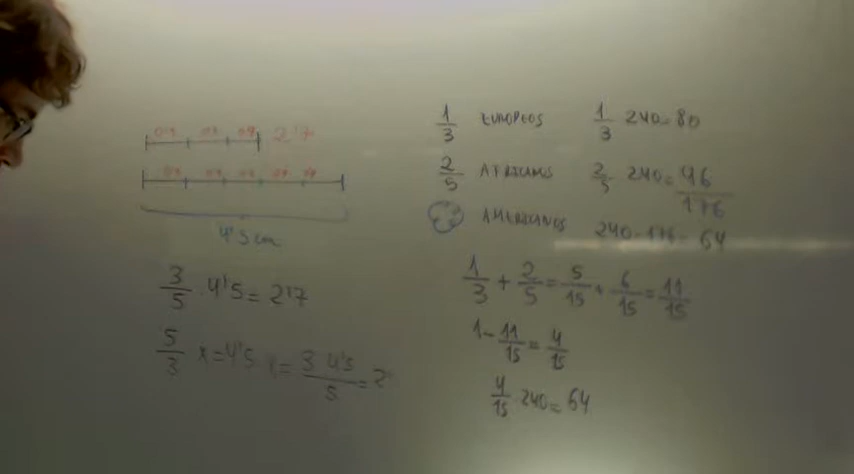 0'9 0'9 0'9 2'7
0'9 0'9 0'9 0'9 0'9
4'5 cm
3/5 · 4'5 = 2'7
5/3 x = 4'5 x = 3·4'5/5 = 2'
1/3 EUROPEOS 1/3 240 = 80
2/5 AFRICANOS 2/5 240 = 96
176
AMERICANOS 240 - 176 = 64
1/3 + 2/5 = 5/15 + 6/15 = 11/15
1 - 11/15 = 4/15
4/15 · 240 = 64